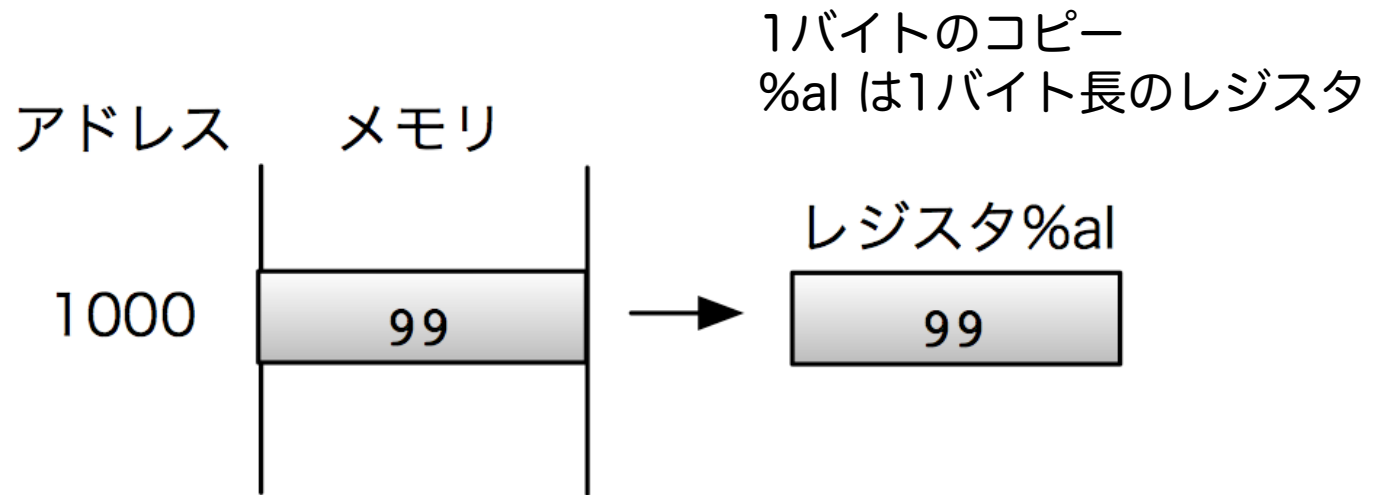 1バイトのコピー
%al は1バイト長のレジスタ
アドレス メモリ
レジスタ%al
1000 99 99